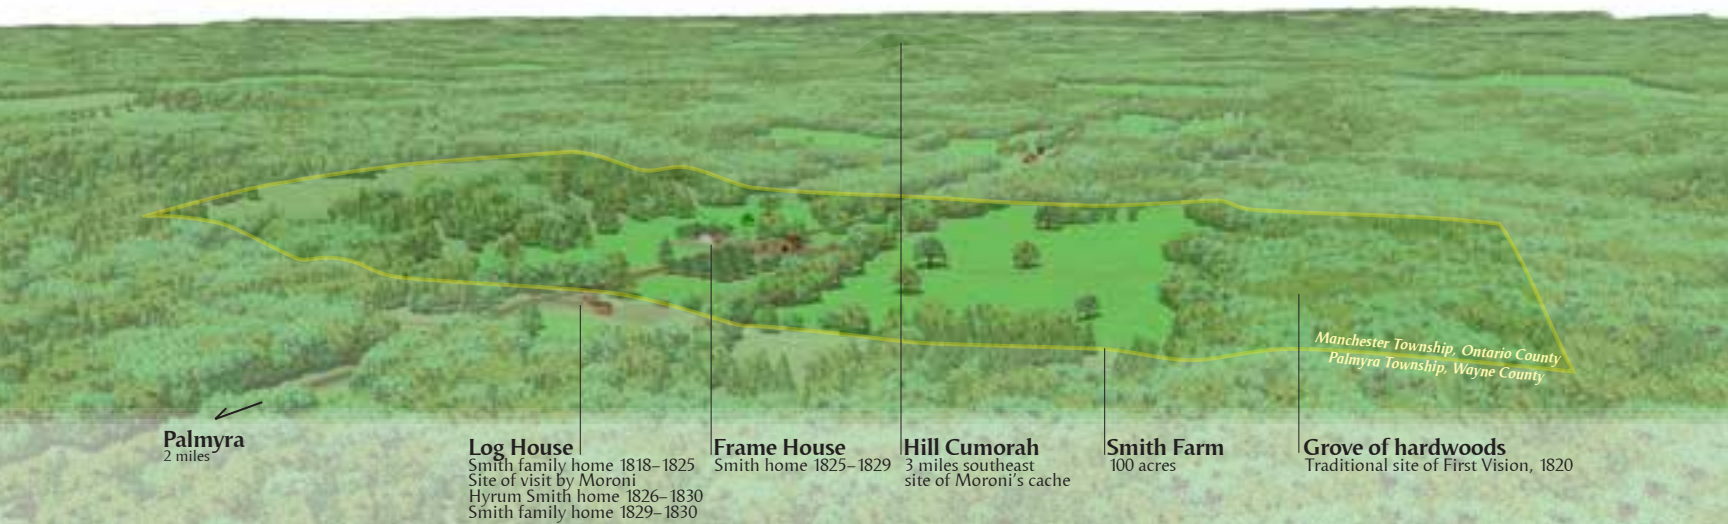 Manchester Township, Ontario County
Palmyra Township, Wayne County
Palmyra
2 miles
Log House
Smith family home 1818–1825
Site of visit by Moroni
Hyrum Smith home 1826–1830
Smith family home 1829–1830
Frame House
Smith home 1825–1829
Hill Cumorah
3 miles southeast
site of Moroni's cache
Smith Farm
100 acres
Grove of hardwoods
Traditional site of First Vision, 1820